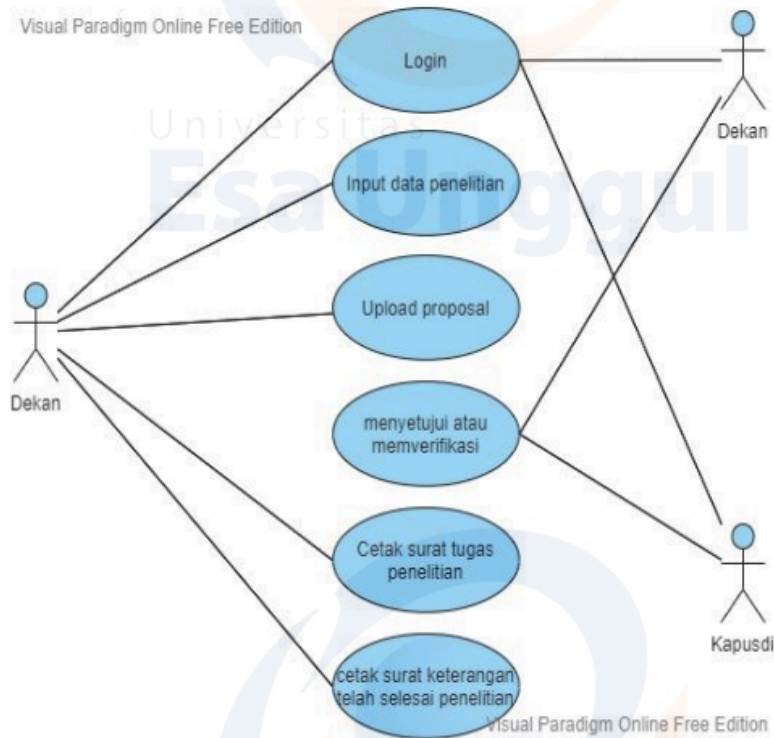 Visual Paradigm Online Free Edition
Login
Dekan
Universitas
Esa Unggul
Input data penelitian
Upload proposal
Dekan
menyetujui atau
memverifikasi
Cetak surat tugas
penelitian
Kapusdi
cetak surat keterangan
telah selesai penelitian
Visual Paradigm Online Free Edition